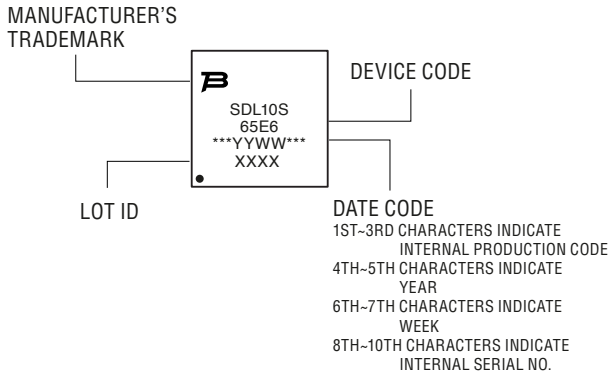 MANUFACTURER'S
TRADEMARK
DEVICE CODE
SDL10S
65E6
***YYWW***
XXXX
LOT ID
DATE CODE
1ST~3RD CHARACTERS INDICATE
INTERNAL PRODUCTION CODE
4TH~5TH CHARACTERS INDICATE
YEAR
6TH~7TH CHARACTERS INDICATE
WEEK
8TH~10TH CHARACTERS INDICATE
INTERNAL SERIAL NO.